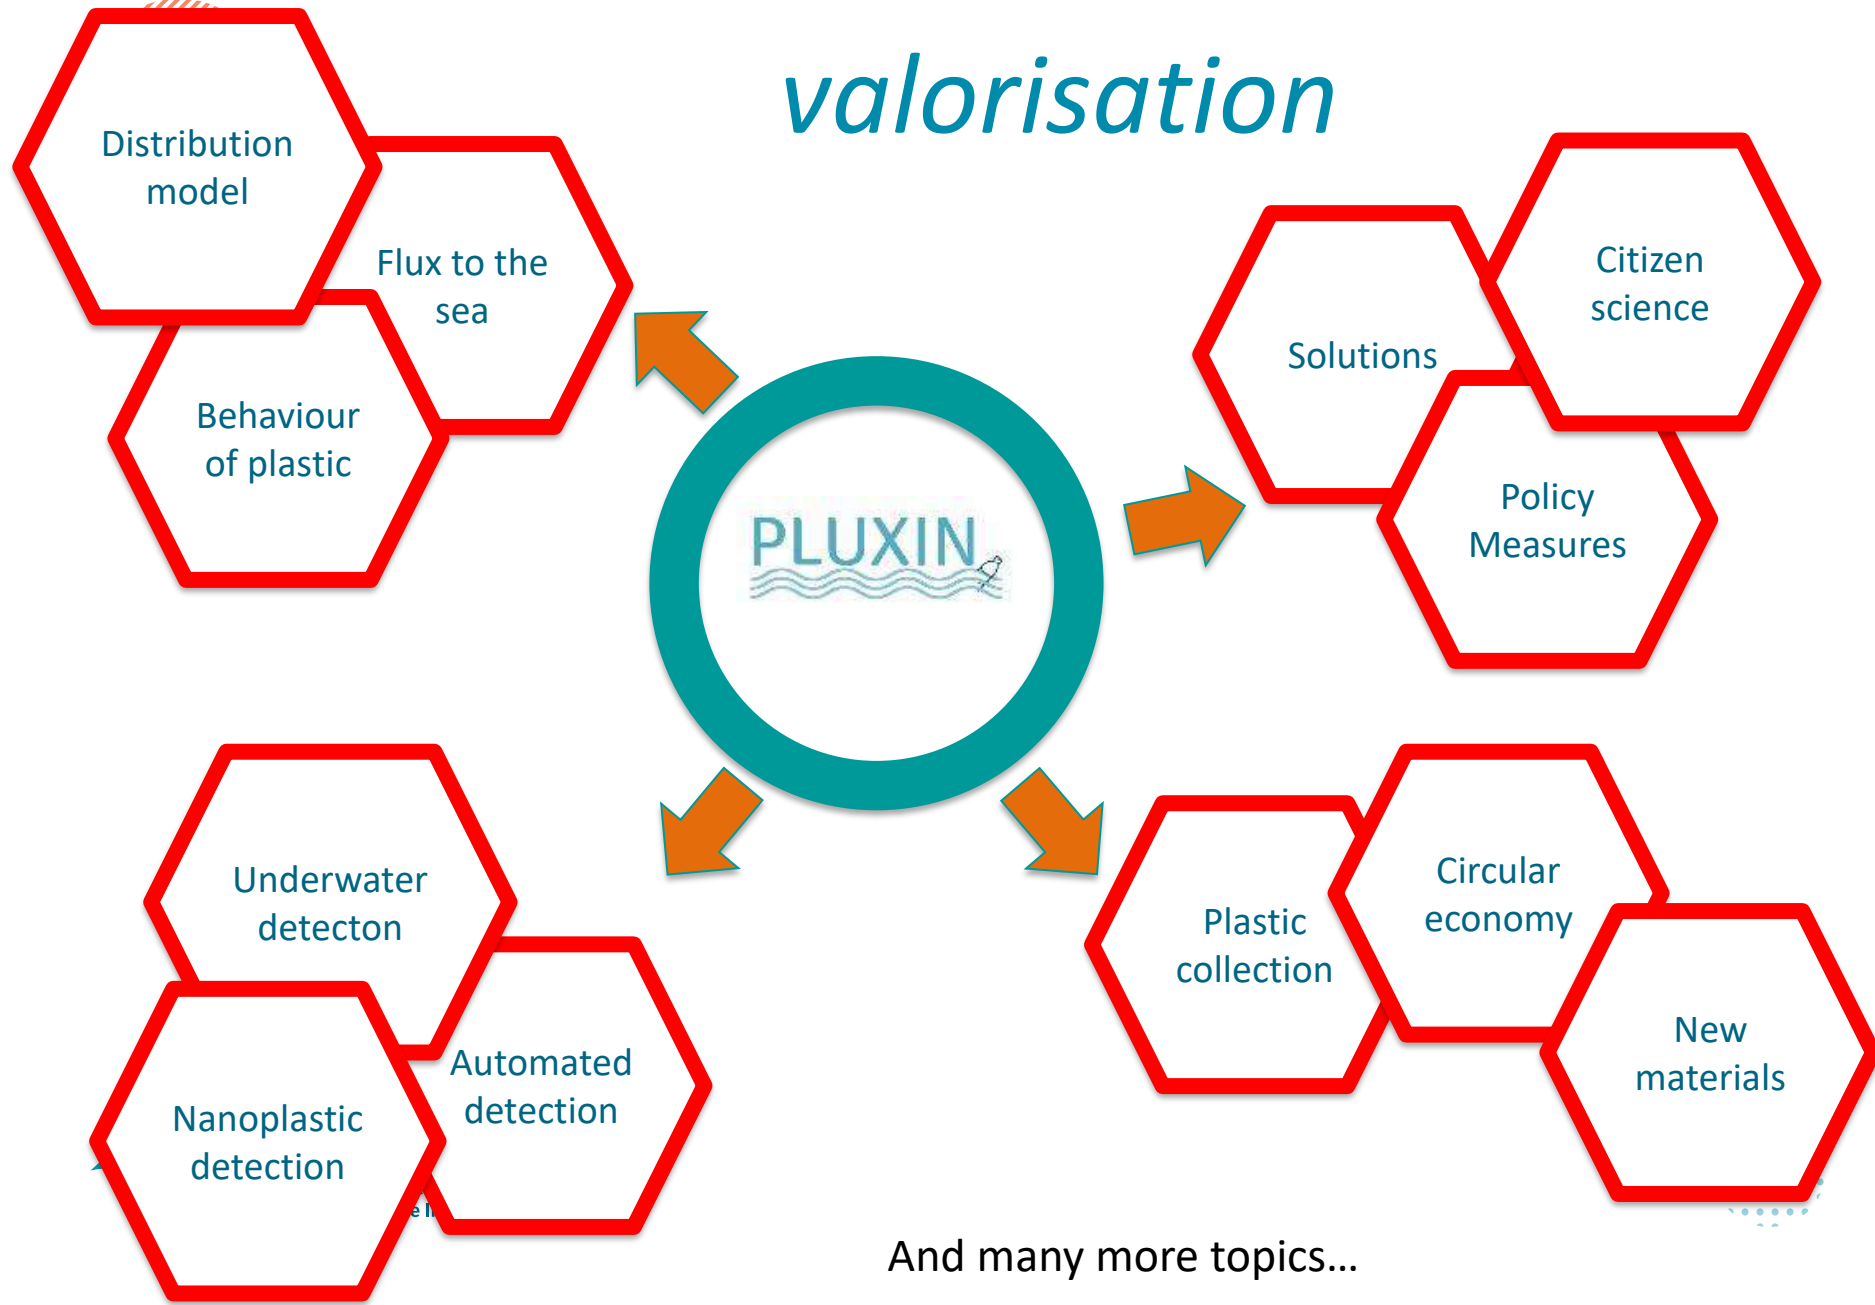 valorisation
Distribution
model
Flux to the
sea
Behaviour
of plastic
Citizen
science
Solutions
Policy
Measures
PLUXIN
Underwater
detecton
Automated
detection
Nanoplastic
detection
Plastic
collection
Circular
economy
New
materials
And many more topics…